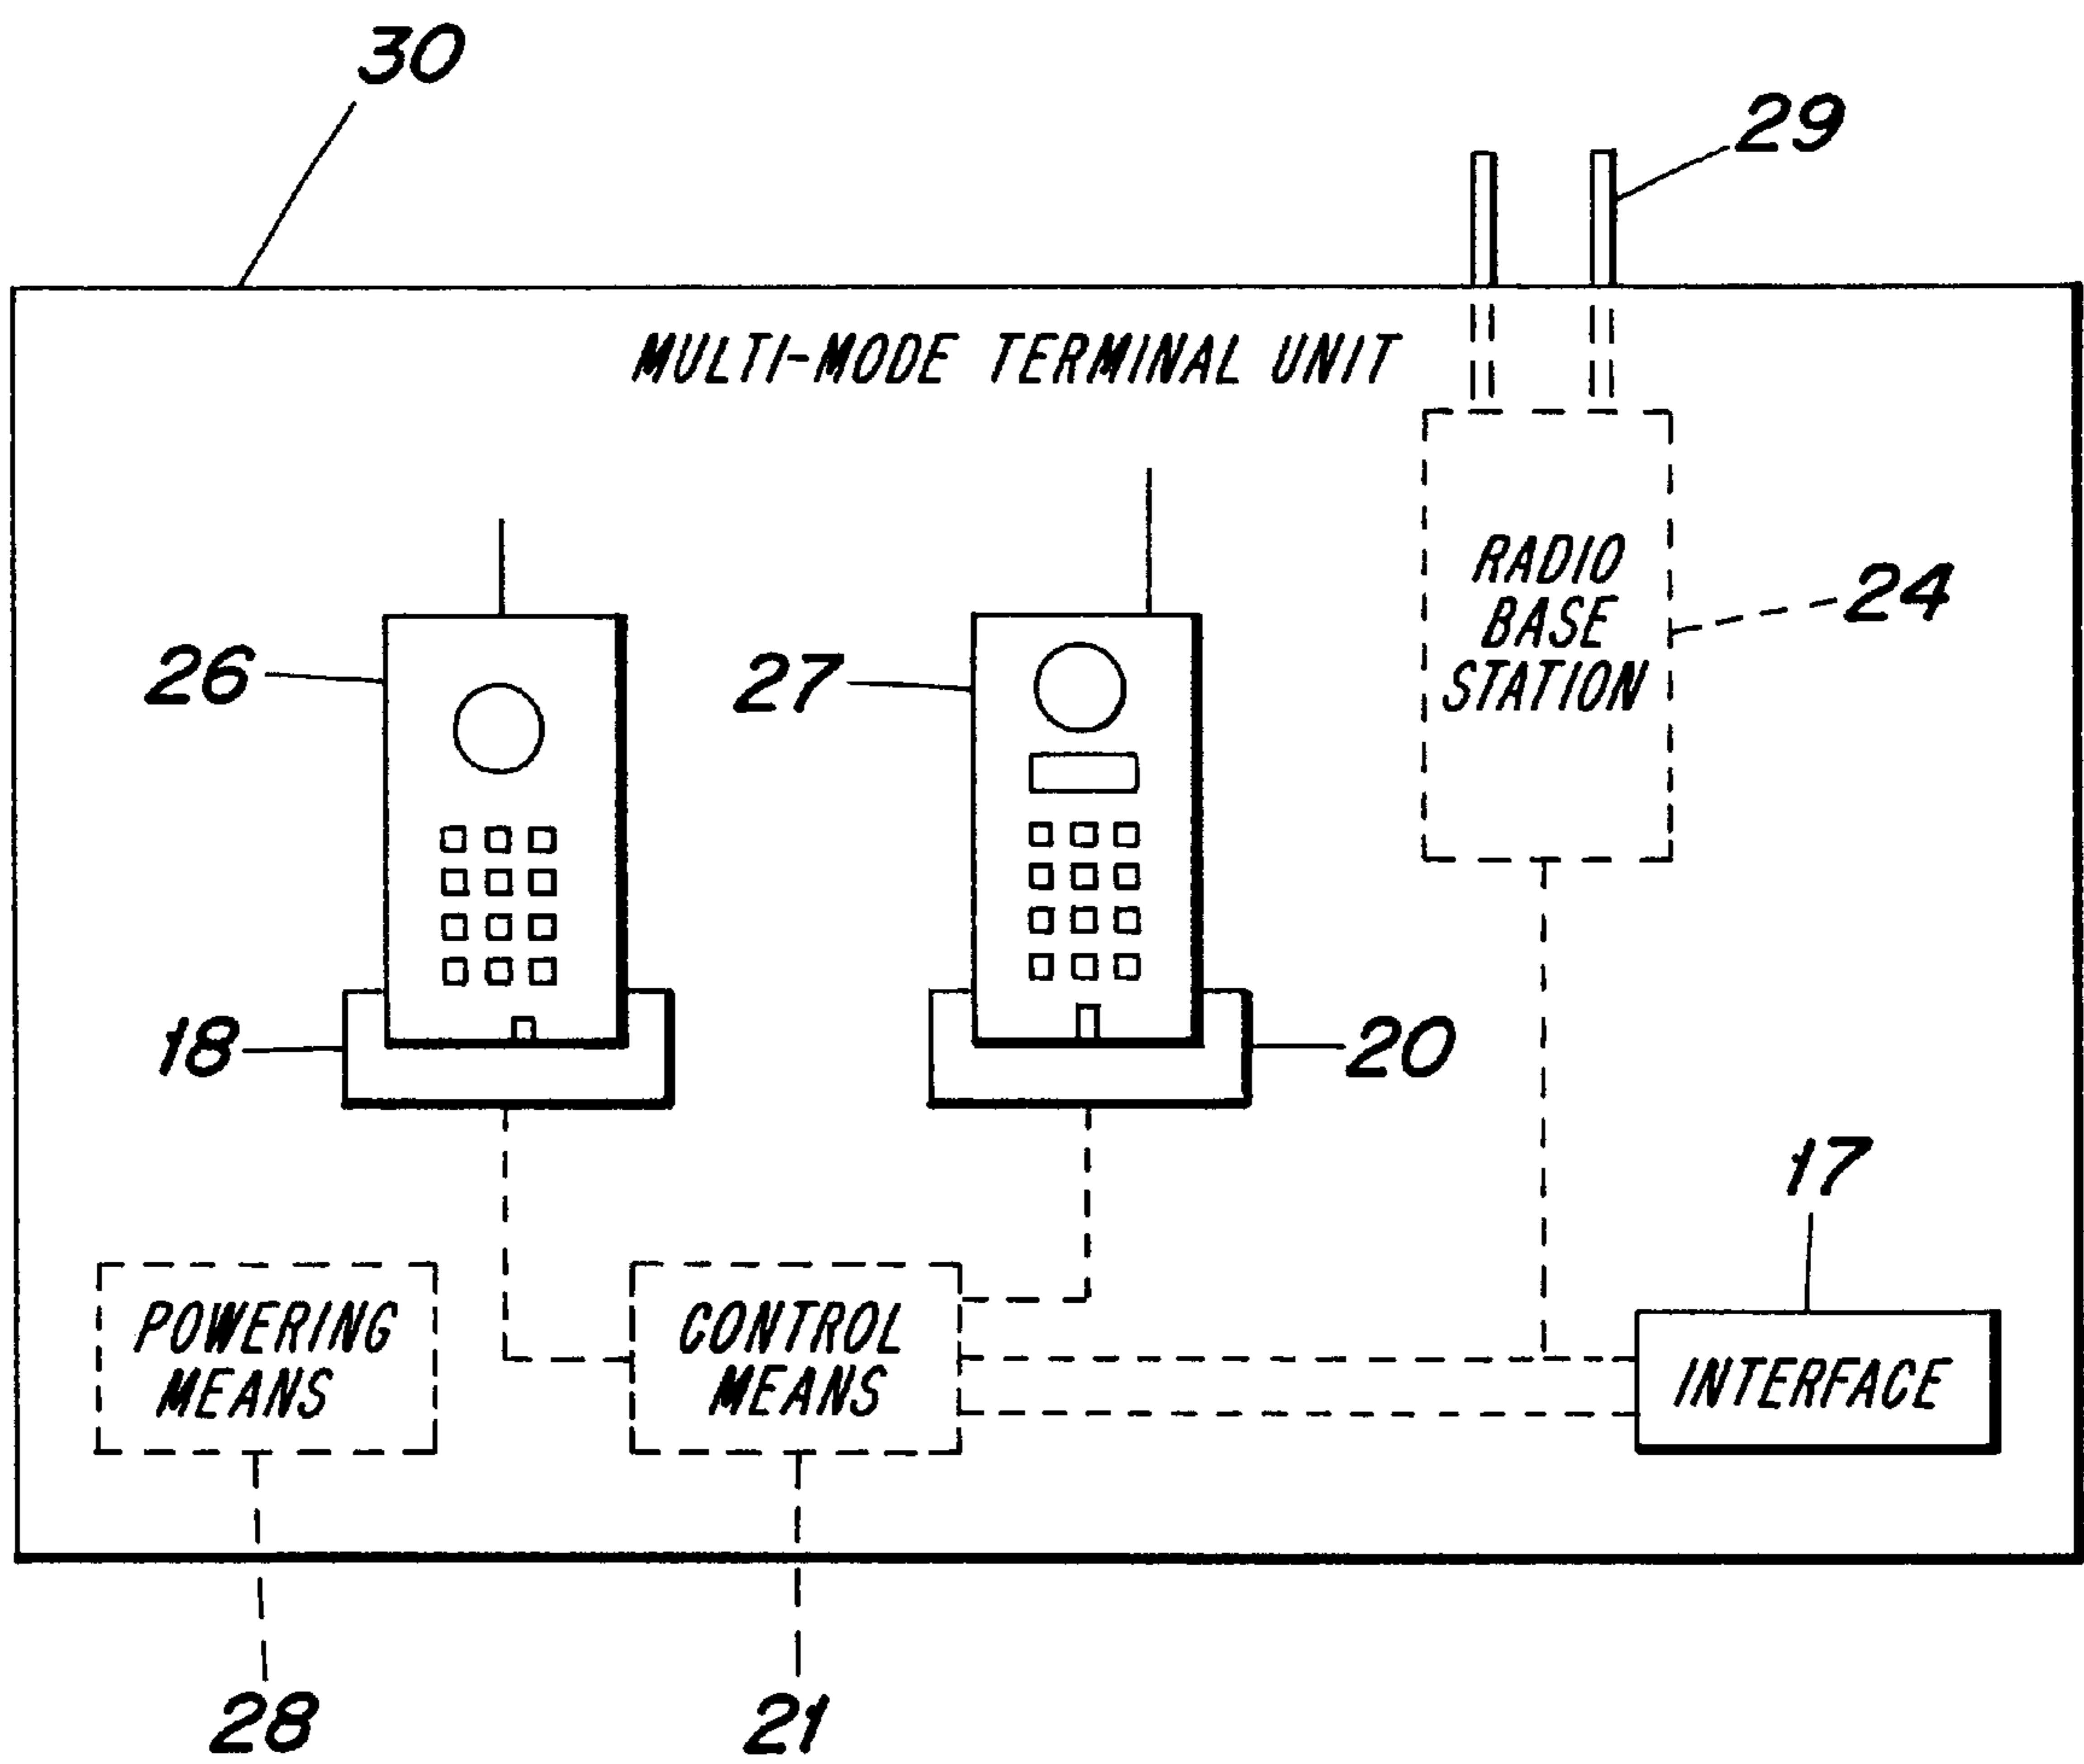 30
29
MULTI-MODE TERMINAL UNIT
RADIO
BASE
STATION
24
26
27
18
20
17
POWERING
MEANS
CONTROL
MEANS
INTERFACE
28
21